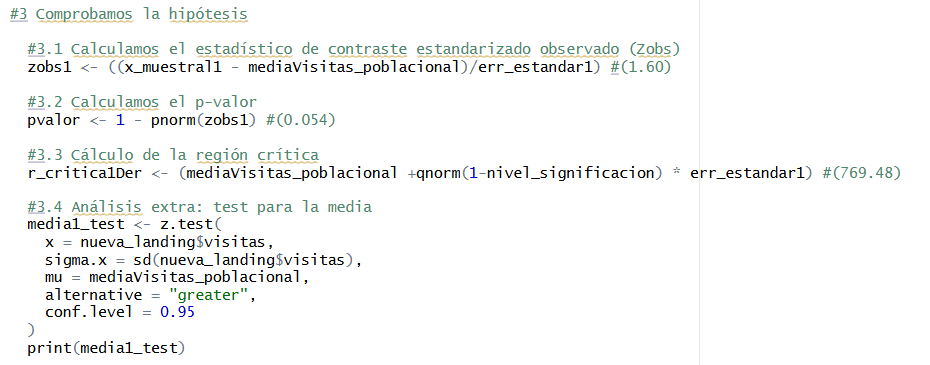 #3 Comprobamos la hipótesis
#3.1 Calculamos el estadístico de contraste estandarizado observado (Zobs)
zobs1 <- ((x_muestral1 - mediaVisitas_poblacional)/err_estandar1) #(1.60)
#3.2 Calculamos el p-valor
pvalor <- 1 - pnorm(zobs1) #(0.054)
#3.3 Cálculo de la región crítica
r_critica1Der <- (mediaVisitas_poblacional +qnorm(1-nivel_significacion) * err_estandar1) #(769.48)
#3.4 Análisis extra: test para la media
media1_test <- z.test(
x = nueva_landing$visitas,
sigma.x = sd(nueva_landing$visitas),
mu = mediaVisitas_poblacional,
alternative = "greater",
conf.level = 0.95
)
print(media1_test)